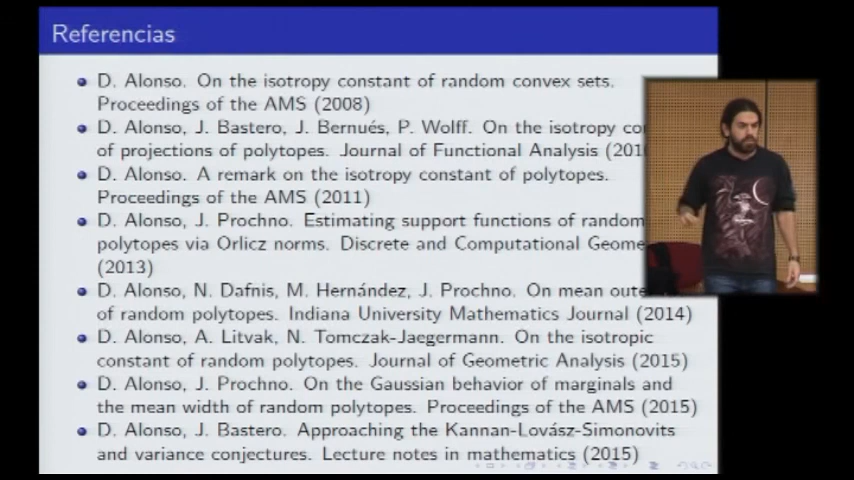 Referencias
D. Alonso. On the isotropy constant of random convex sets.
Proceedings of the AMS (2008)
D. Alonso, J. Bastero, J. Bernués, P. Wolff. On the isotropy
of projections of polytopes. Journal of Functional Analysis
D. Alonso. A remark on the isotropy constant of polytopes.
Proceedings of the AMS (2011)
D. Alonso, J. Prochno. Estimating support functions of random
polytopes via Orlicz norms. Discrete and Computational
(2013)
D. Alonso, N. Dafnis, M. Hernández, J. Prochno. On mean
of random polytopes. Indiana University Mathematics Journal (2014)
D. Alonso, A. Litvak, N. Tomczak-Jaegermann. On the isotropic
constant of random polytopes. Journal of Geometric Analysis (2015)
D. Alonso, J. Prochno. On the Gaussian behavior of marginals and
the mean width of random polytopes. Proceedings of the AMS (2015)
D. Alonso, J. Bastero. Approaching the Kannan-Lovász-Simonovits
and variance conjectures. Lecture notes in mathematics (2015)